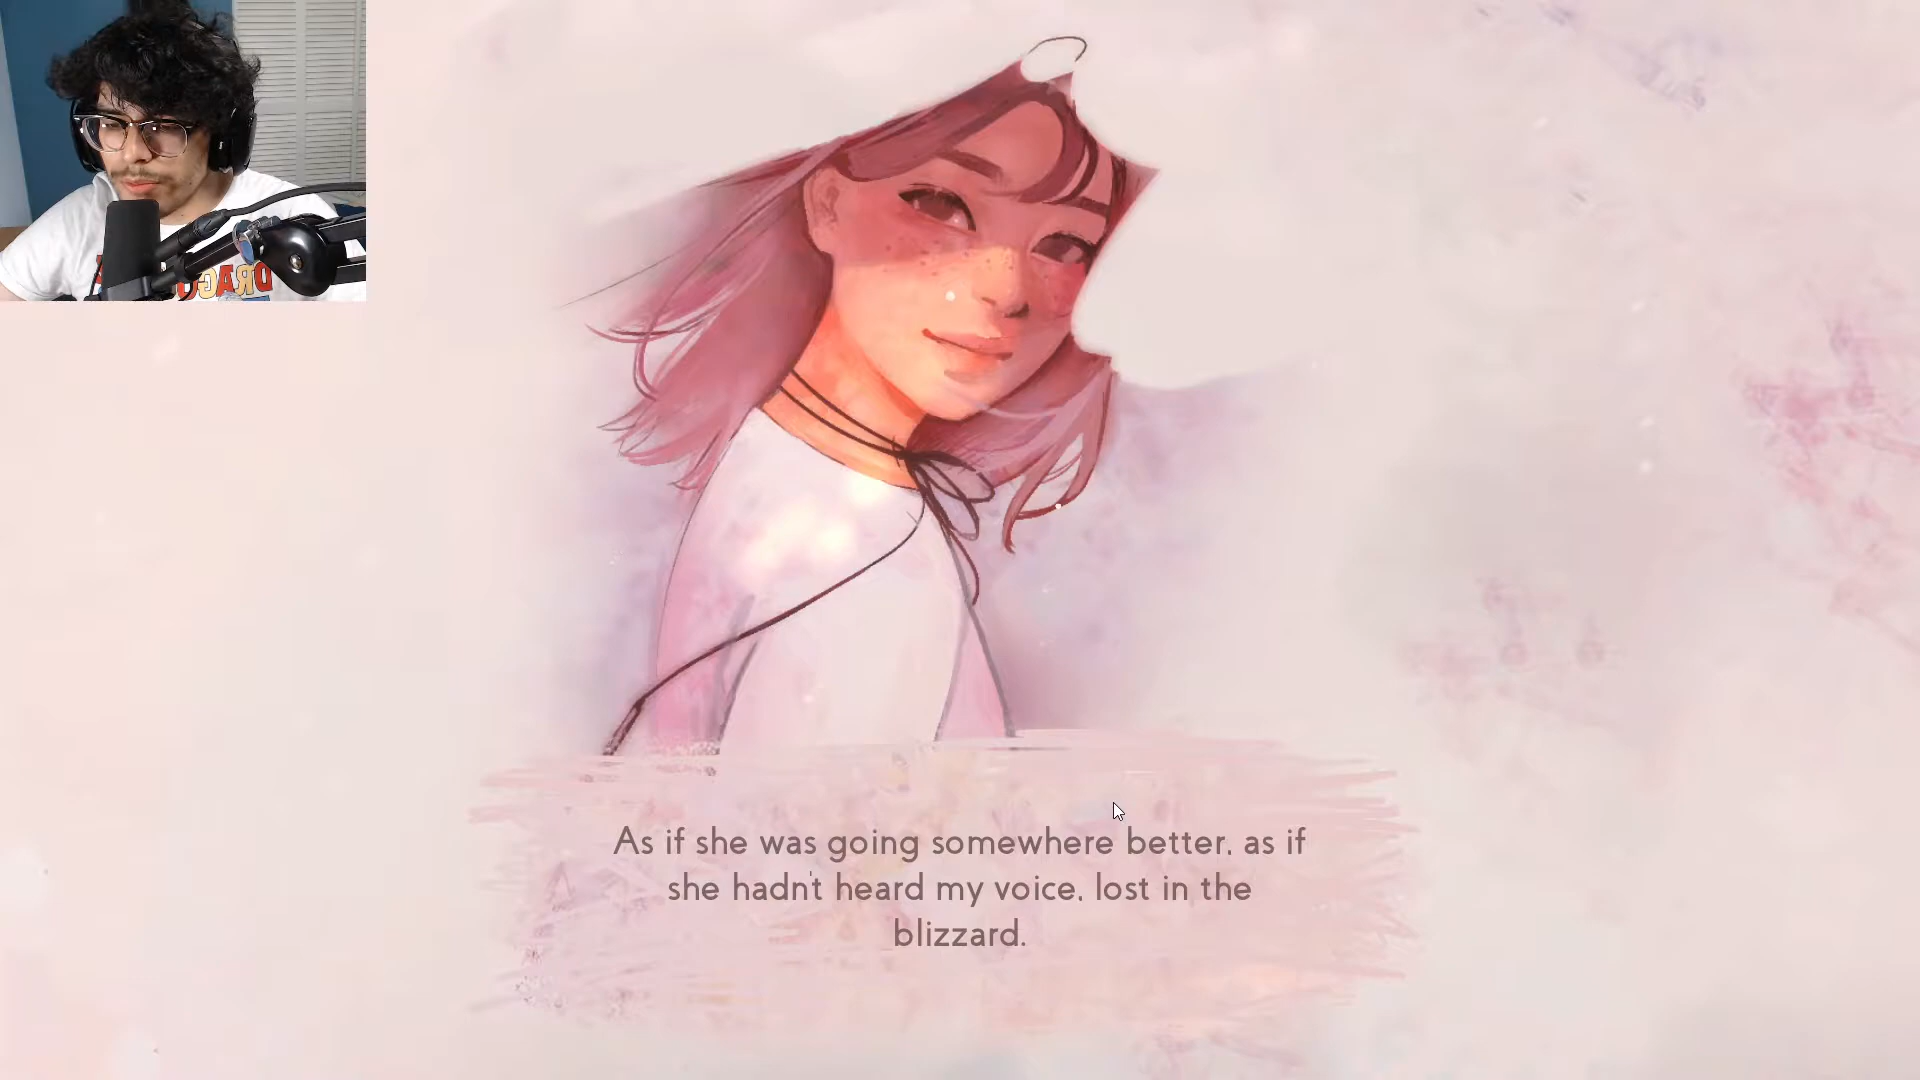 As if she was going somewhere better, as if
she hadn't heard my voice, lost in the
blizzard.